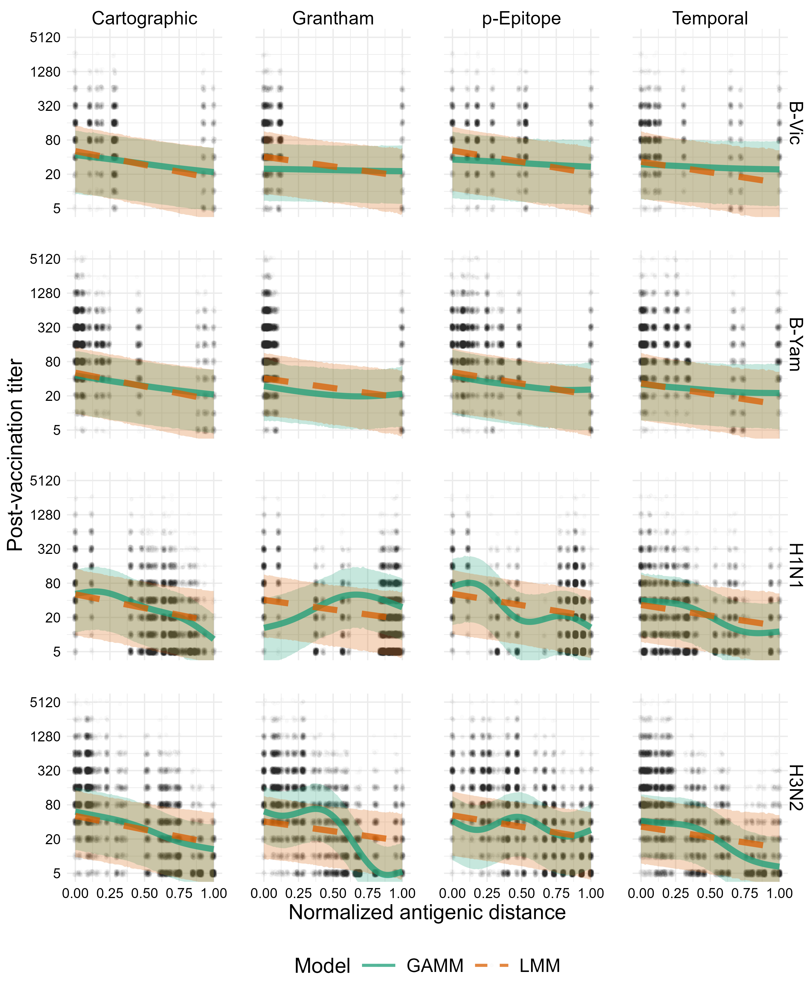 Cartographic Grantham p-Epitope Temporal
5120
1280
320
80
20
5
B-Vic
5120
1280
320
80
20
5
B-Yam
Post-vaccination titer
5120
1280
320
80
20
5
H1N1
5120
1280
320
80
20
5
H3N2
0.00 0.25 0.50 0.75 1.00 0.00 0.25 0.50 0.75 1.00 0.00 0.25 0.50 0.75 1.00 0.00 0.25 0.50 0.75 1.00
Normalized antigenic distance
Model GAMM LMM